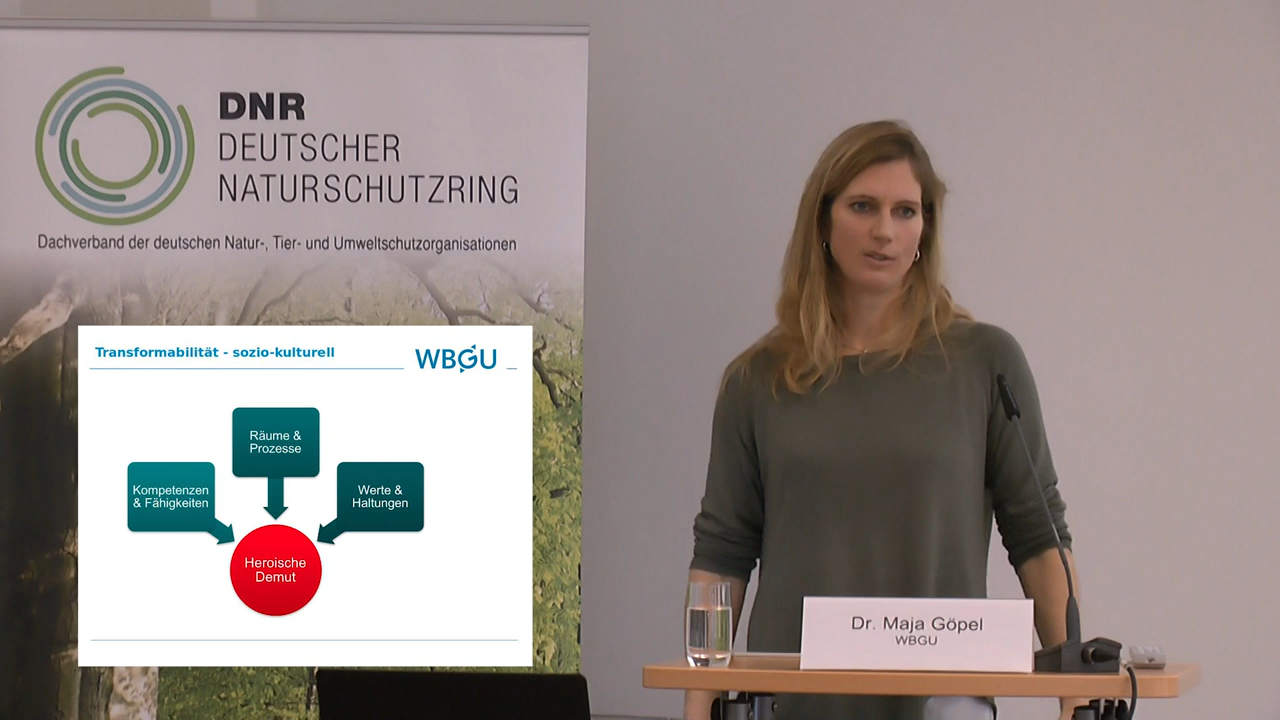 DNR
DEUTSCHER
NATURSCHUTZRING
Dachverband der deutschen Natur-, Tier- und Umweltschutzorganisationen
Transformabilität - sozio-kulturell
WBGU
Räume &
Prozesse
Kompetenzen
& Fähigkeiten
Werte &
Haltungen
Heroische
Demut
Dr. Maja Göpel
WBGU